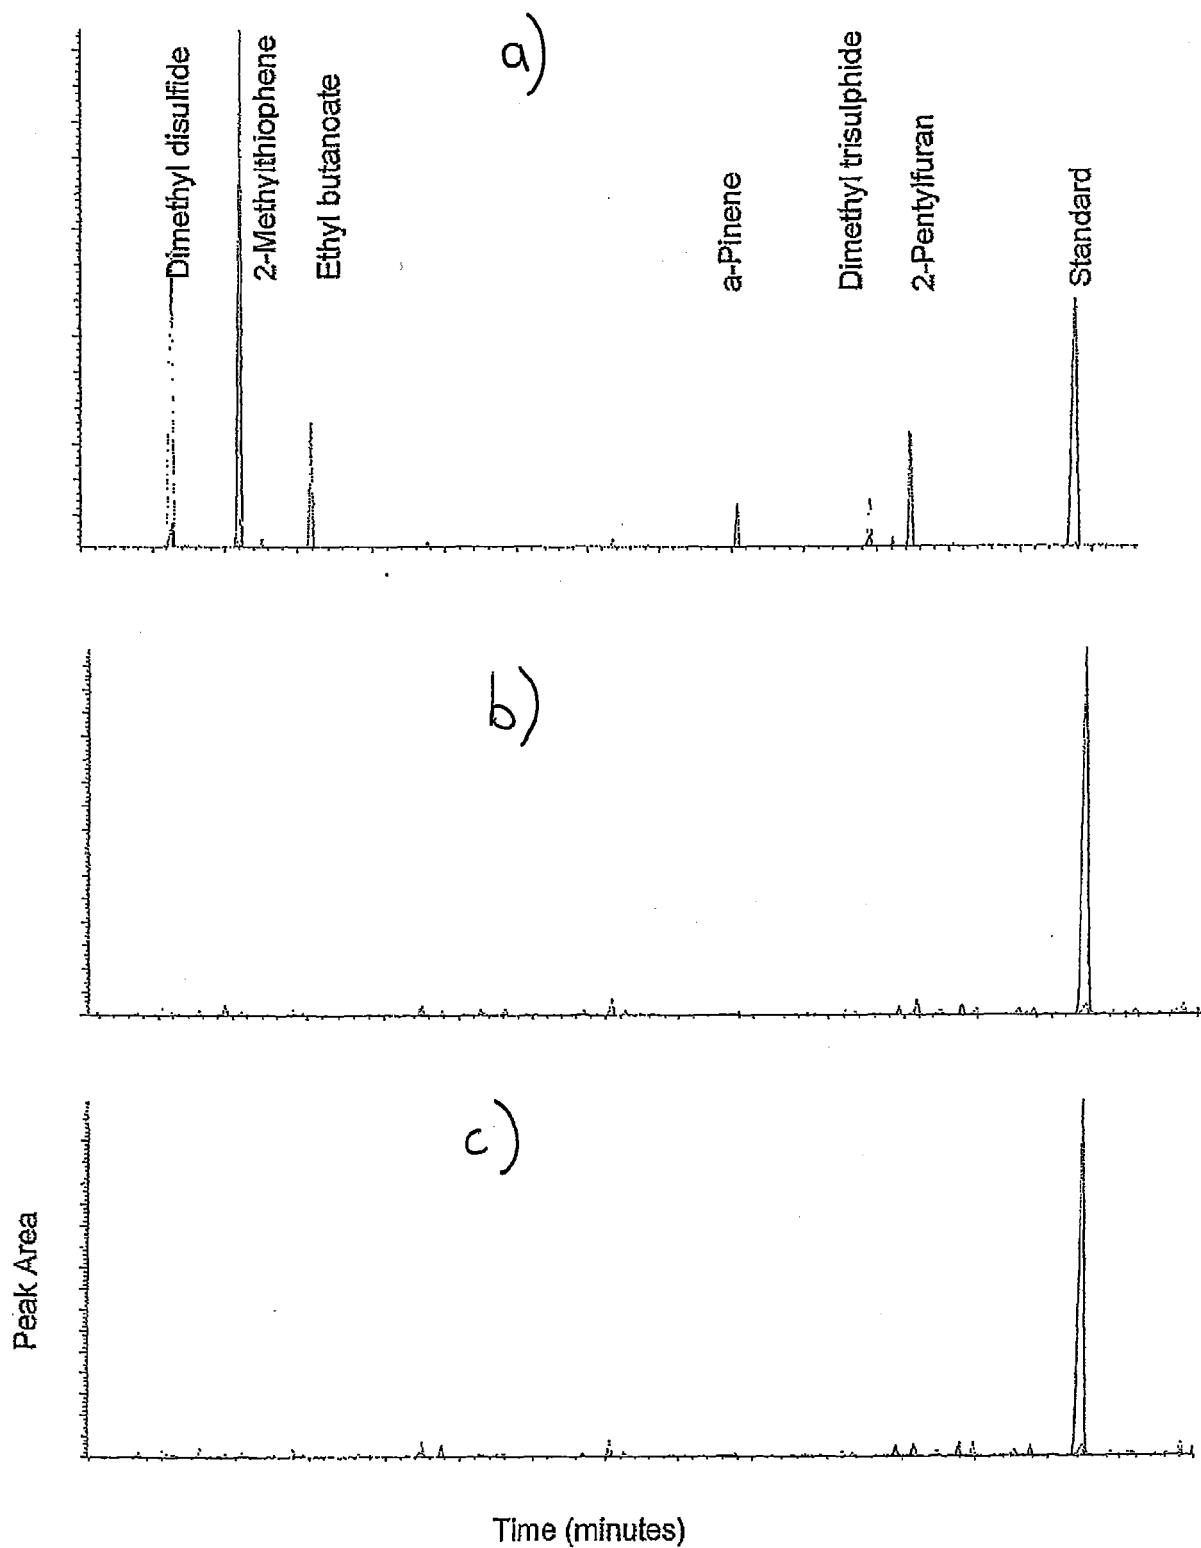 a)
Dimethyl disulfide
2-Methylthiophene
Ethyl butanoate
a-Pinene
Dimethyl trisulphide
2-Pentylfuran
Standard
b)
c)
Peak Area
Time (minutes)